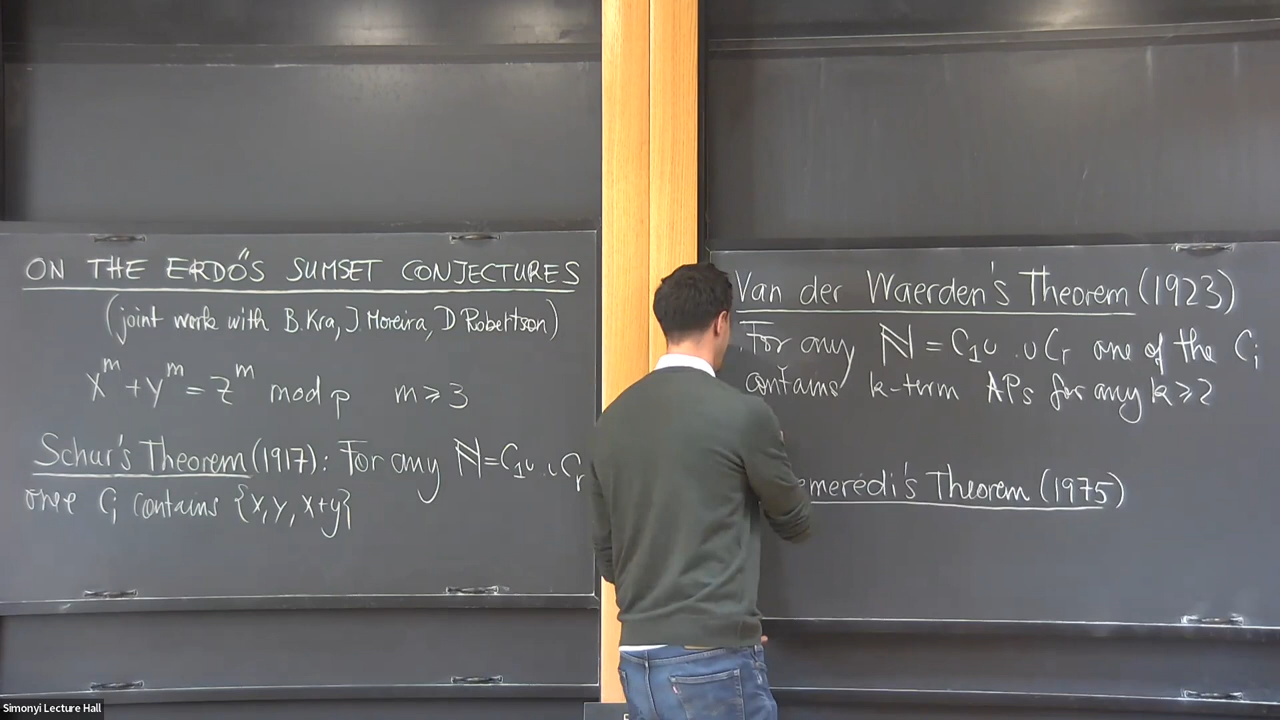 ON THE ERDŐS SUMSET CONJECTURES
(joint work with B.Kra, J Moreira, D Robertson)
x^m + y^m = z^m mod p m ≥ 3
Schur's Theorem (1917): For any ℕ=C₁∪ ..∪Cᵣ
one Cᵢ contains {x,y, x+y}
Van der Waerden's Theorem (1923)
For any ℕ = C₁∪ ..∪Cᵣ one of the Cᵢ
contains k-term APs for any k ≥ 2
emerédi's Theorem (1975)
Simonyi Lecture Hall